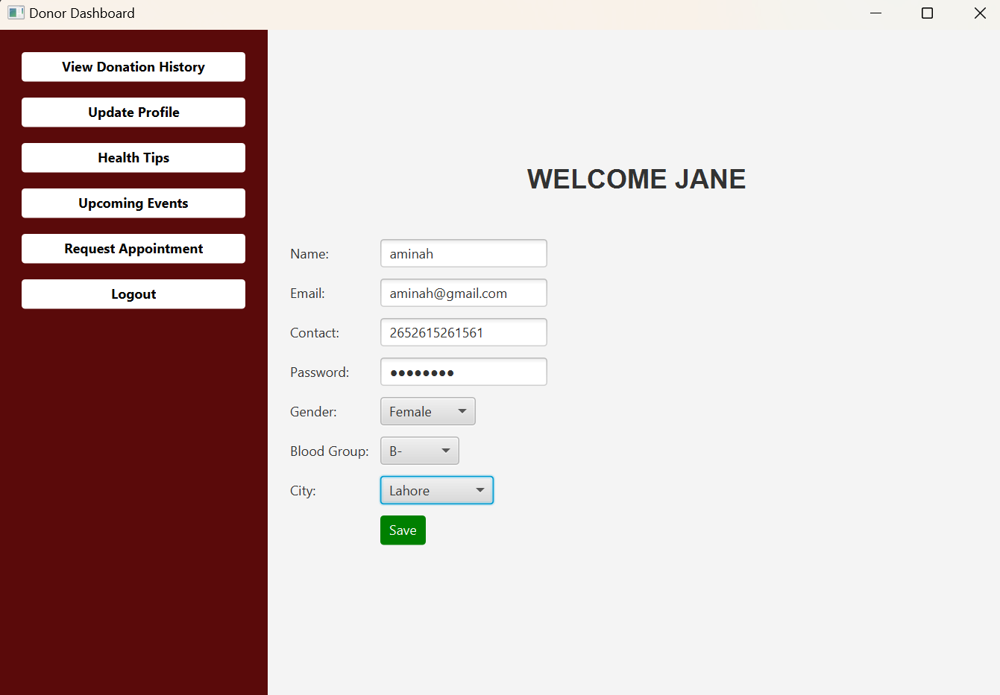 Donor Dashboard
View Donation History
Update Profile
Health Tips
Upcoming Events
Request Appointment
Logout
WELCOME JANE
Name: aminah
Email: aminah@gmail.com
Contact: 2652615261561
Password: ●●●●●●●●
Gender: Female
Blood Group: B-
City: Lahore
Save